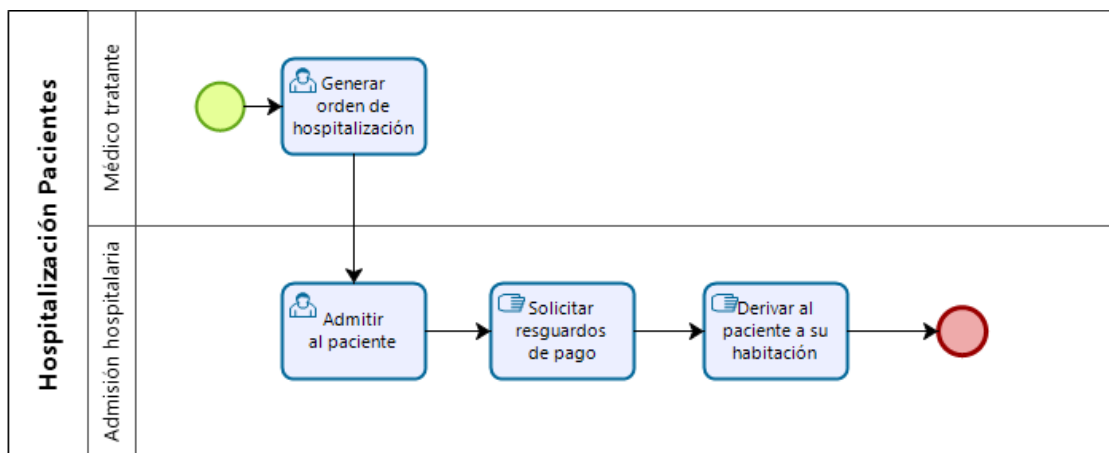 Hospitalización Pacientes
Médico tratante
Generar
orden de
hospitalización
Admisión hospitalaria
Admitir
al paciente
Solicitar
resguardos
de pago
Derivar al
paciente a su
habitación